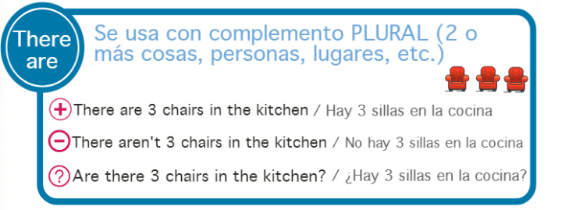 There
are
Se usa con complemento PLURAL (2 o
más cosas, personas, lugares, etc.)
+ There are 3 chairs in the kitchen / Hay 3 sillas en la cocina
− There aren't 3 chairs in the kitchen / No hay 3 sillas en la cocina
? Are there 3 chairs in the kitchen? / ¿Hay 3 sillas en la cocina?